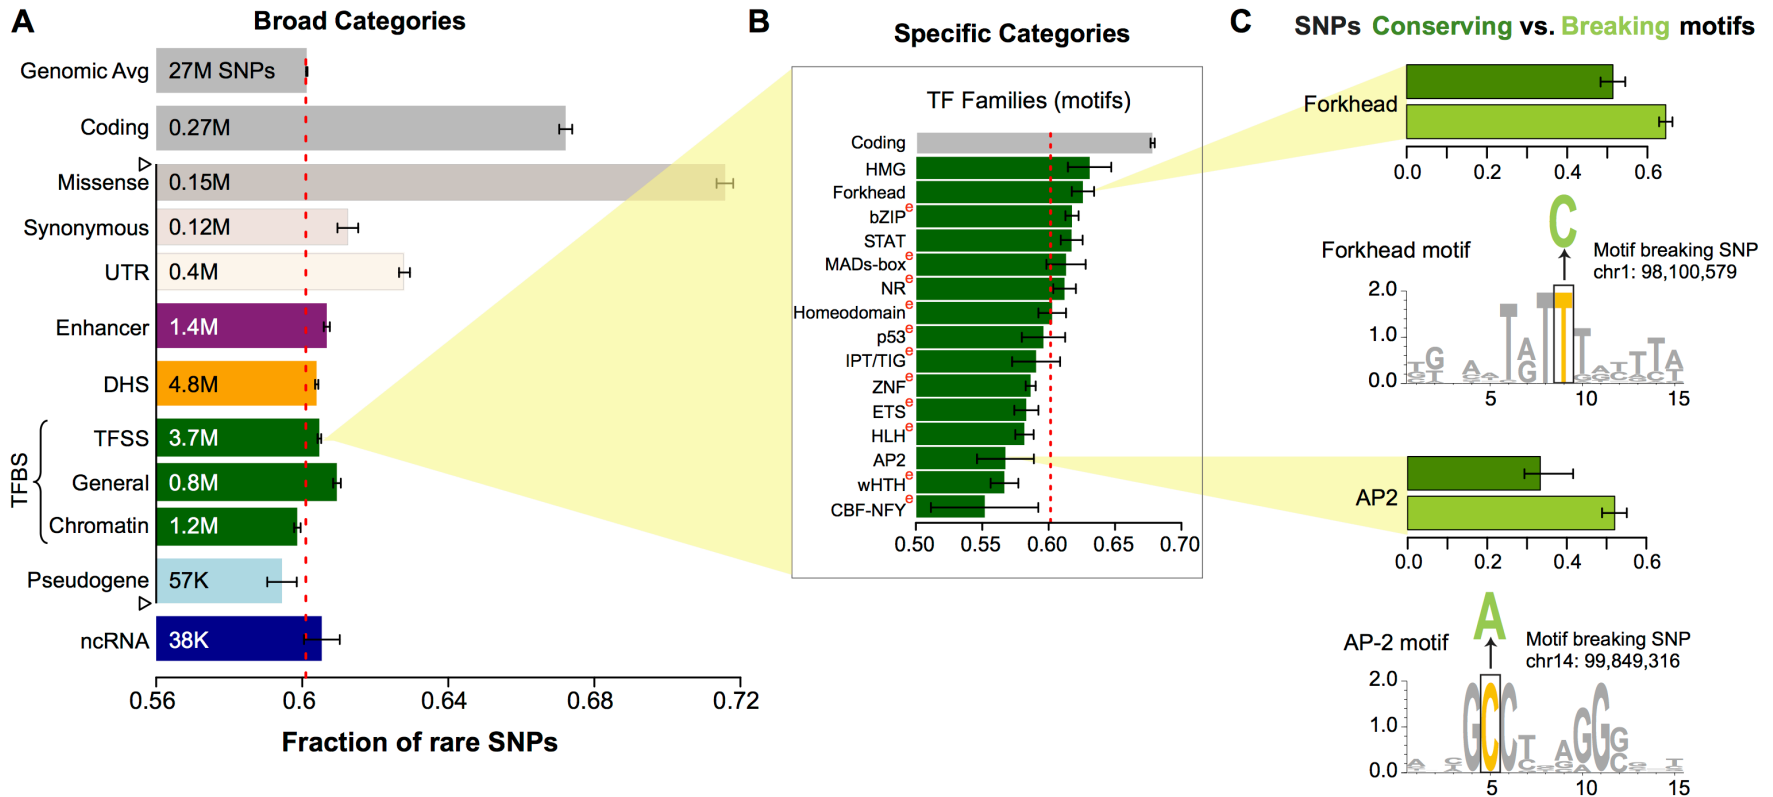 A
Broad Categories
Genomic Avg
27M SNPs
Coding
0.27M
Missense
0.15M
Synonymous
0.12M
UTR
0.4M
Enhancer
1.4M
DHS
4.8M
TFBS
TFSS
3.7M
General
0.8M
Chromatin
1.2M
Pseudogene
57K
ncRNA
38K
0.56 0.6 0.64 0.68 0.72
Fraction of rare SNPs
B
Specific Categories
TF Families (motifs)
Coding
HMG
Forkhead
bZIP e
STAT
MADs-box e
NR e
Homeodomain e
p53 e
IPT/TIG e
ZNF e
ETS e
HLH e
AP2
wHTH e
CBF-NFY e
0.50 0.55 0.60 0.65 0.70
C
SNPs Conserving vs. Breaking motifs
Forkhead
0.0 0.2 0.4 0.6
C
Forkhead motif
Motif breaking SNP
chr1: 98,100,579
2.0
1.0
0.0
5 10 15
AP2
0.0 0.2 0.4 0.6
A
AP-2 motif
Motif breaking SNP
chr14: 99,849,316
2.0
1.0
0.0
5 10 15